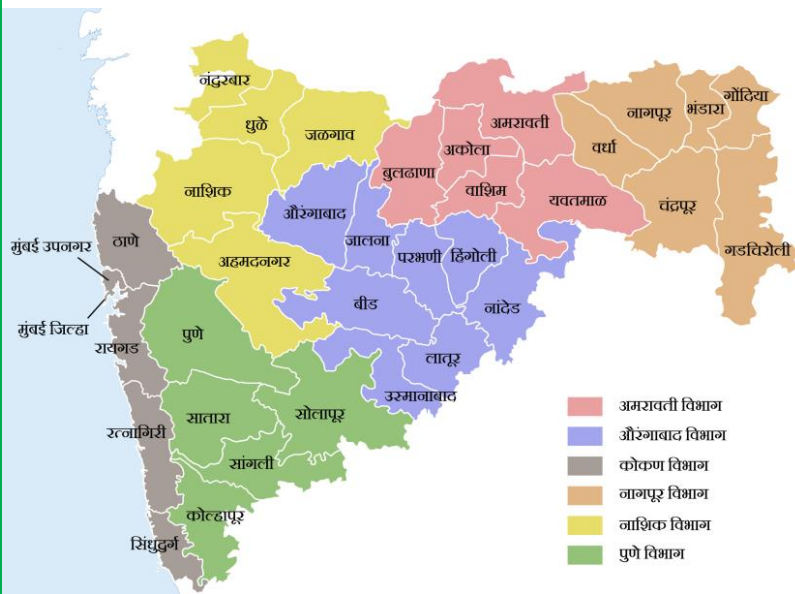 नंदुरबार
धुळे
जळगाव
नाशिक
अहमदनगर
बुलढाणा
अकोला
अमरावती
वाशिम
यवतमाळ
वर्धा
नागपूर
भंडारा
गोंदिया
चंद्रपूर
गडचिरोली
औरंगाबाद
जालना
परभणी
हिंगोली
बीड
नांदेड
लातूर
उस्मानाबाद
ठाणे
मुंबई उपनगर
मुंबई जिल्हा
रायगड
रत्नागिरी
सिंधुदुर्ग
पुणे
सातारा
सोलापूर
सांगली
कोल्हापूर
अमरावती विभाग
औरंगाबाद विभाग
कोकण विभाग
नागपूर विभाग
नाशिक विभाग
पुणे विभाग